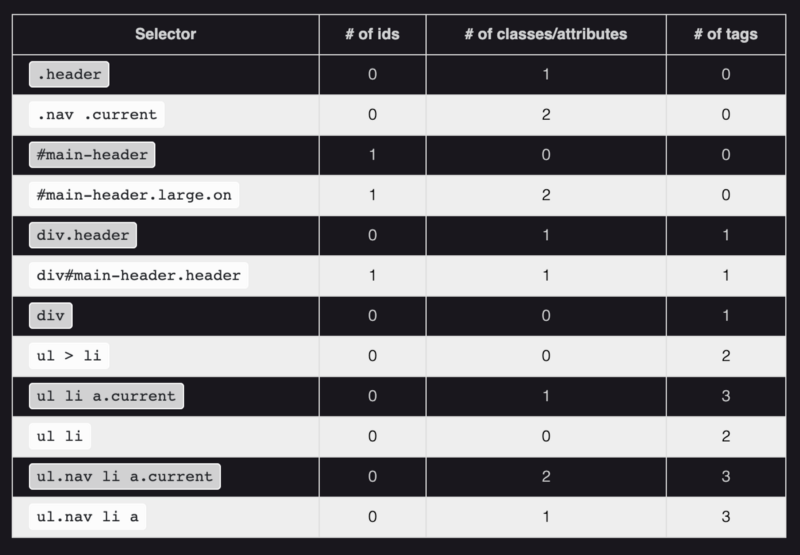 Selector # of ids # of classes/attributes # of tags
.header 0 1 0
.nav .current 0 2 0
#main-header 1 0 0
#main-header.large.on 1 2 0
div.header 0 1 1
div#main-header.header 1 1 1
div 0 0 1
ul > li 0 0 2
ul li a.current 0 1 3
ul li 0 0 2
ul.nav li a.current 0 2 3
ul.nav li a 0 1 3